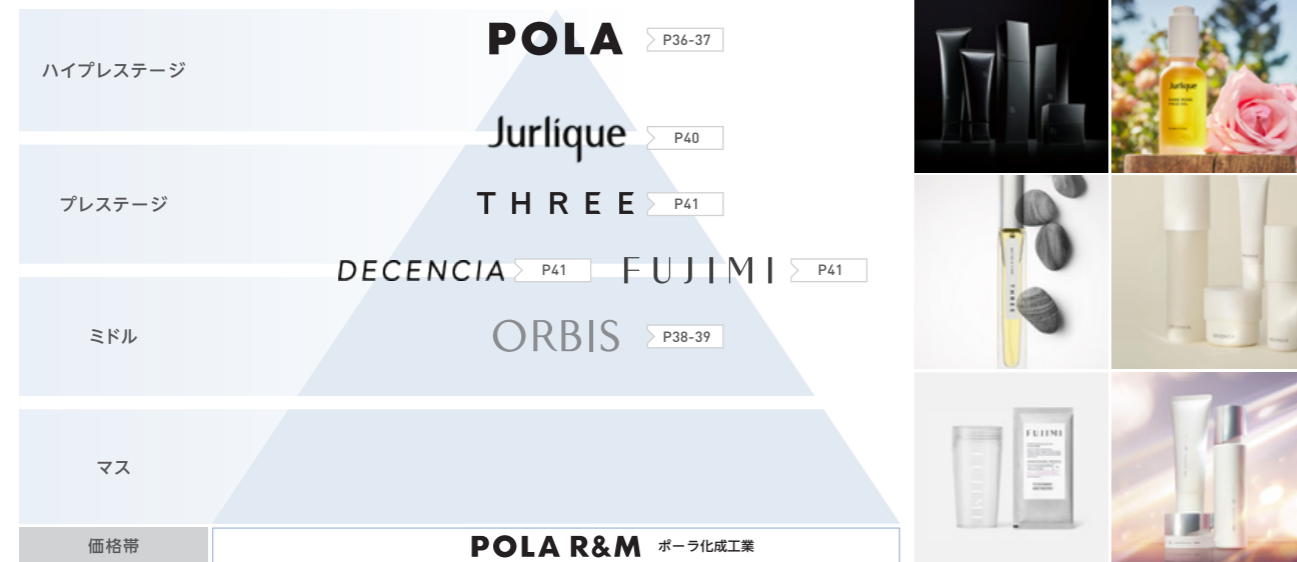 ハイプレステージ
POLA P36-37
Jurlique P40
プレステージ
THREE P41
DECENCIA P41 FUJIMI P41
ミドル
ORBIS P38-39
マス
価格帯
POLA R&M ポーラ化成工業
Jurlique
THREE
FUJIMI
FUJIMI